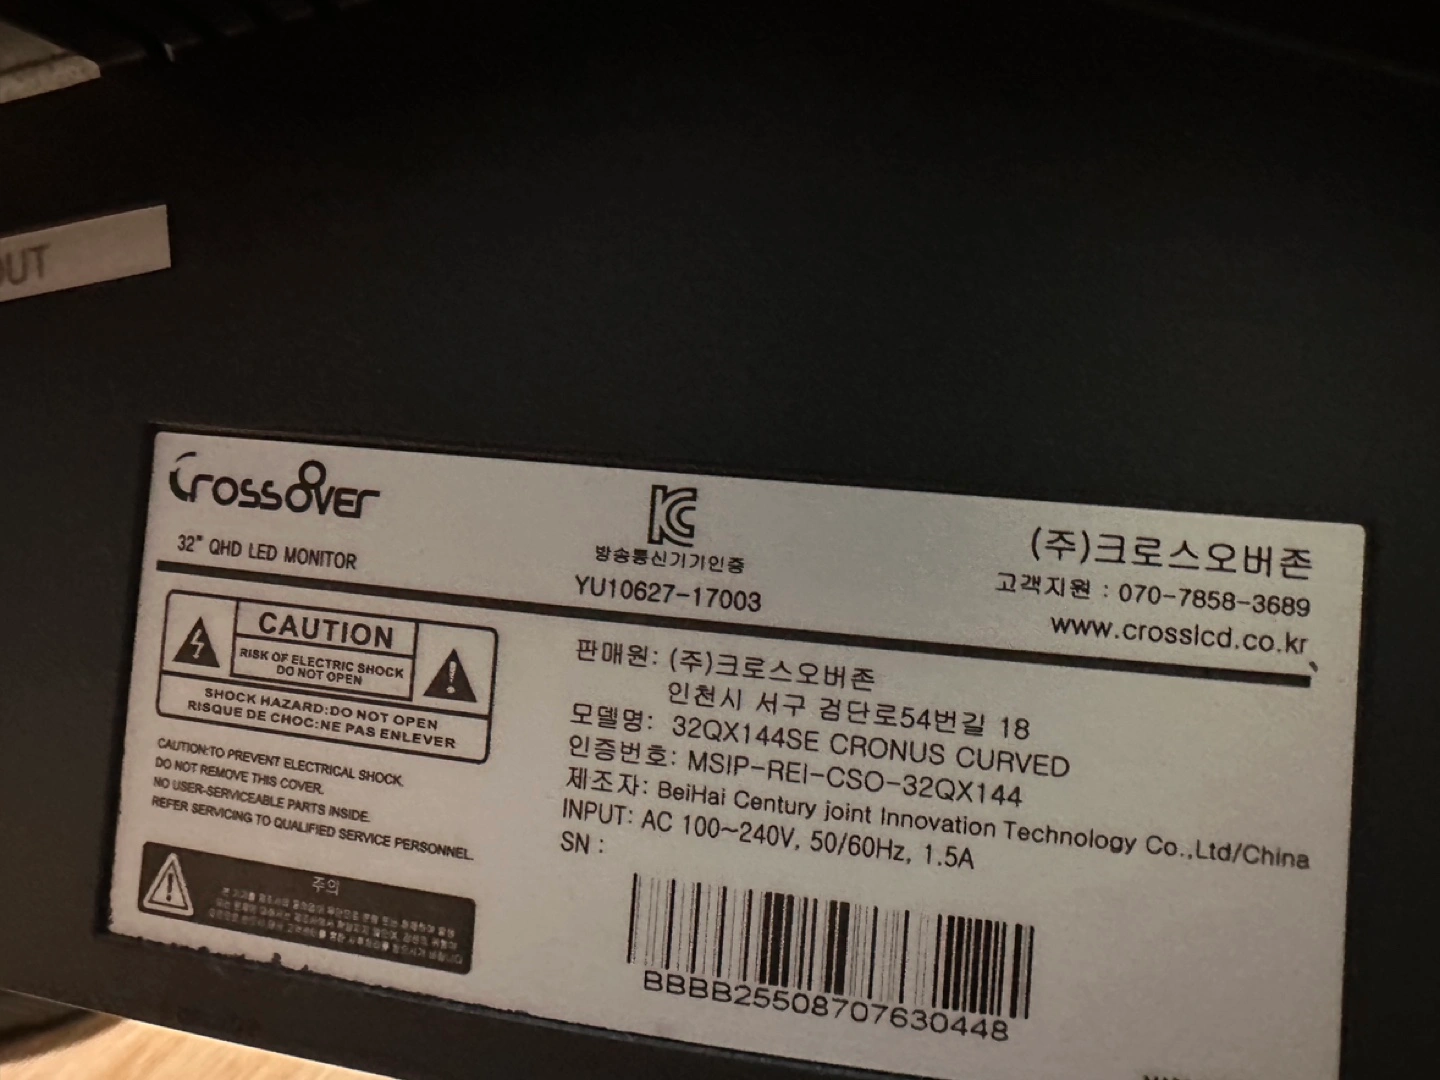 OUT
CrossOver
32" QHD LED MONITOR
KC
방송통신기기인증
YU10627-17003
(주)크로스오버존
고객지원 : 070-7858-3689
www.crosslcd.co.kr
CAUTION
RISK OF ELECTRIC SHOCK
DO NOT OPEN
SHOCK HAZARD:DO NOT OPEN
RISQUE DE CHOC:NE PAS ENLEVER
CAUTION:TO PREVENT ELECTRICAL SHOCK.
DO NOT REMOVE THIS COVER.
NO USER-SERVICEABLE PARTS INSIDE.
REFER SERVICING TO QUALIFIED SERVICE PERSONNEL.
주의
판매원: (주)크로스오버존
인천시 서구 검단로54번길 18
모델명: 32QX144SE CRONUS CURVED
인증번호: MSIP-REI-CSO-32QX144
제조자: BeiHai Century joint Innovation Technology Co.,Ltd/China
INPUT: AC 100~240V, 50/60Hz, 1.5A
SN :
BBBB25508707630448